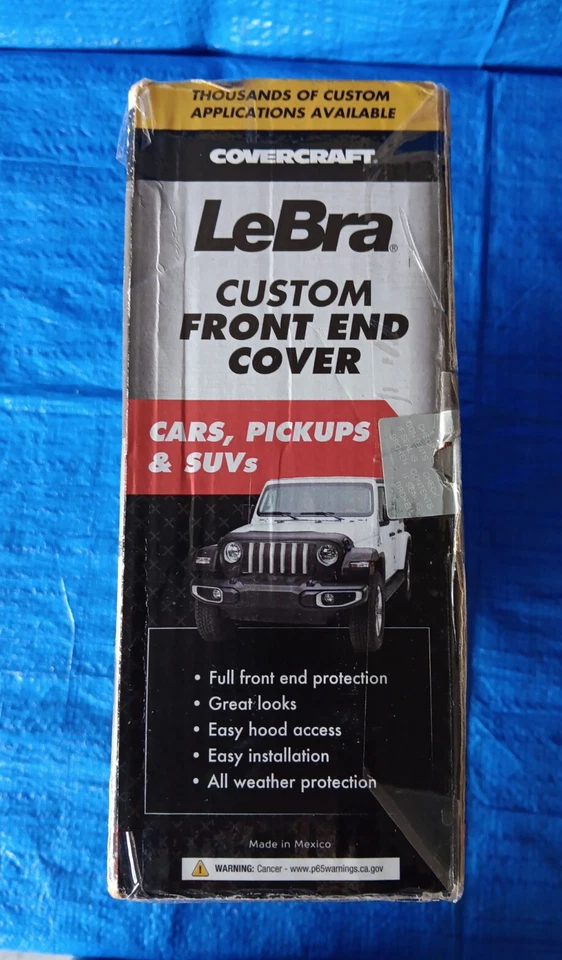 THOUSANDS OF CUSTOM
APPLICATIONS AVAILABLE
COVERCRAFT®
LeBra®
CUSTOM
FRONT END
COVER
CARS, PICKUPS
& SUVs
• Full front end protection
• Great looks
• Easy hood access
• Easy installation
• All weather protection
Made in Mexico
WARNING: Cancer - www.p65warnings.ca.gov